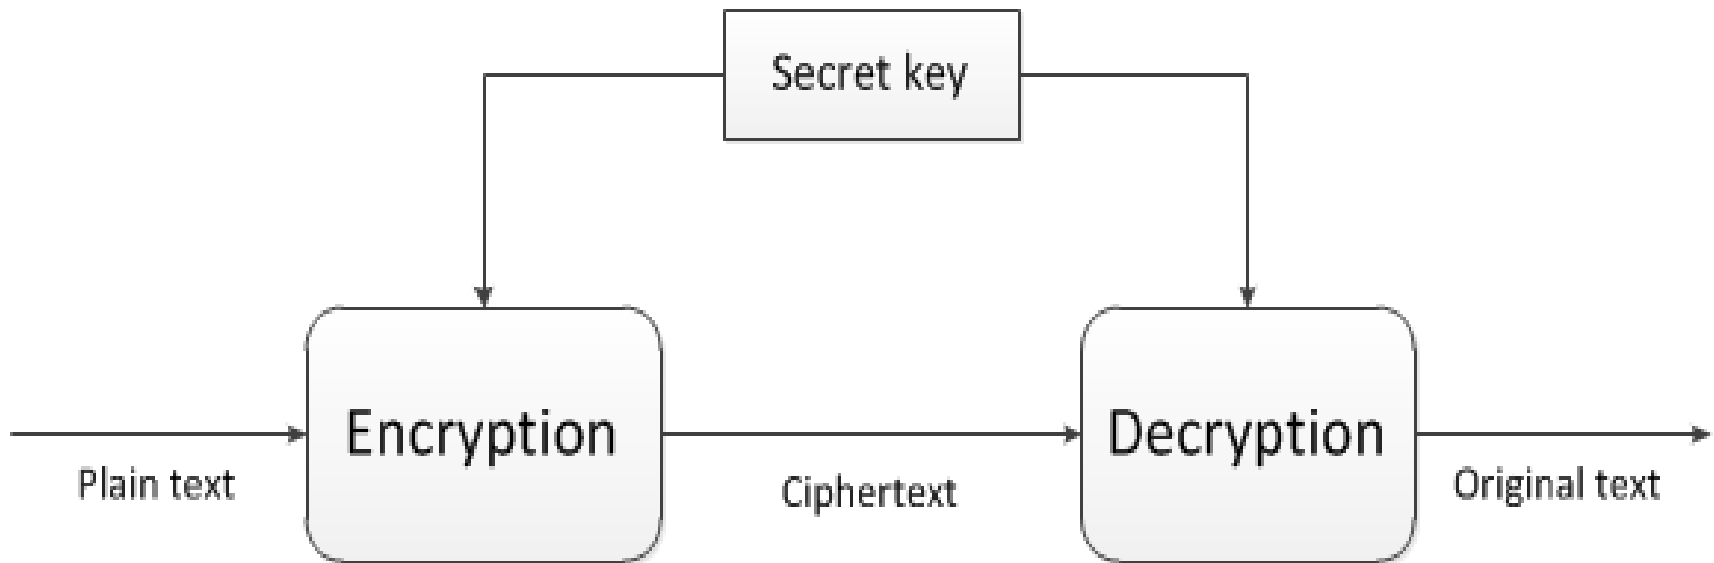 Secret key
Encryption
Decryption
Plain text
Ciphertext
Original text